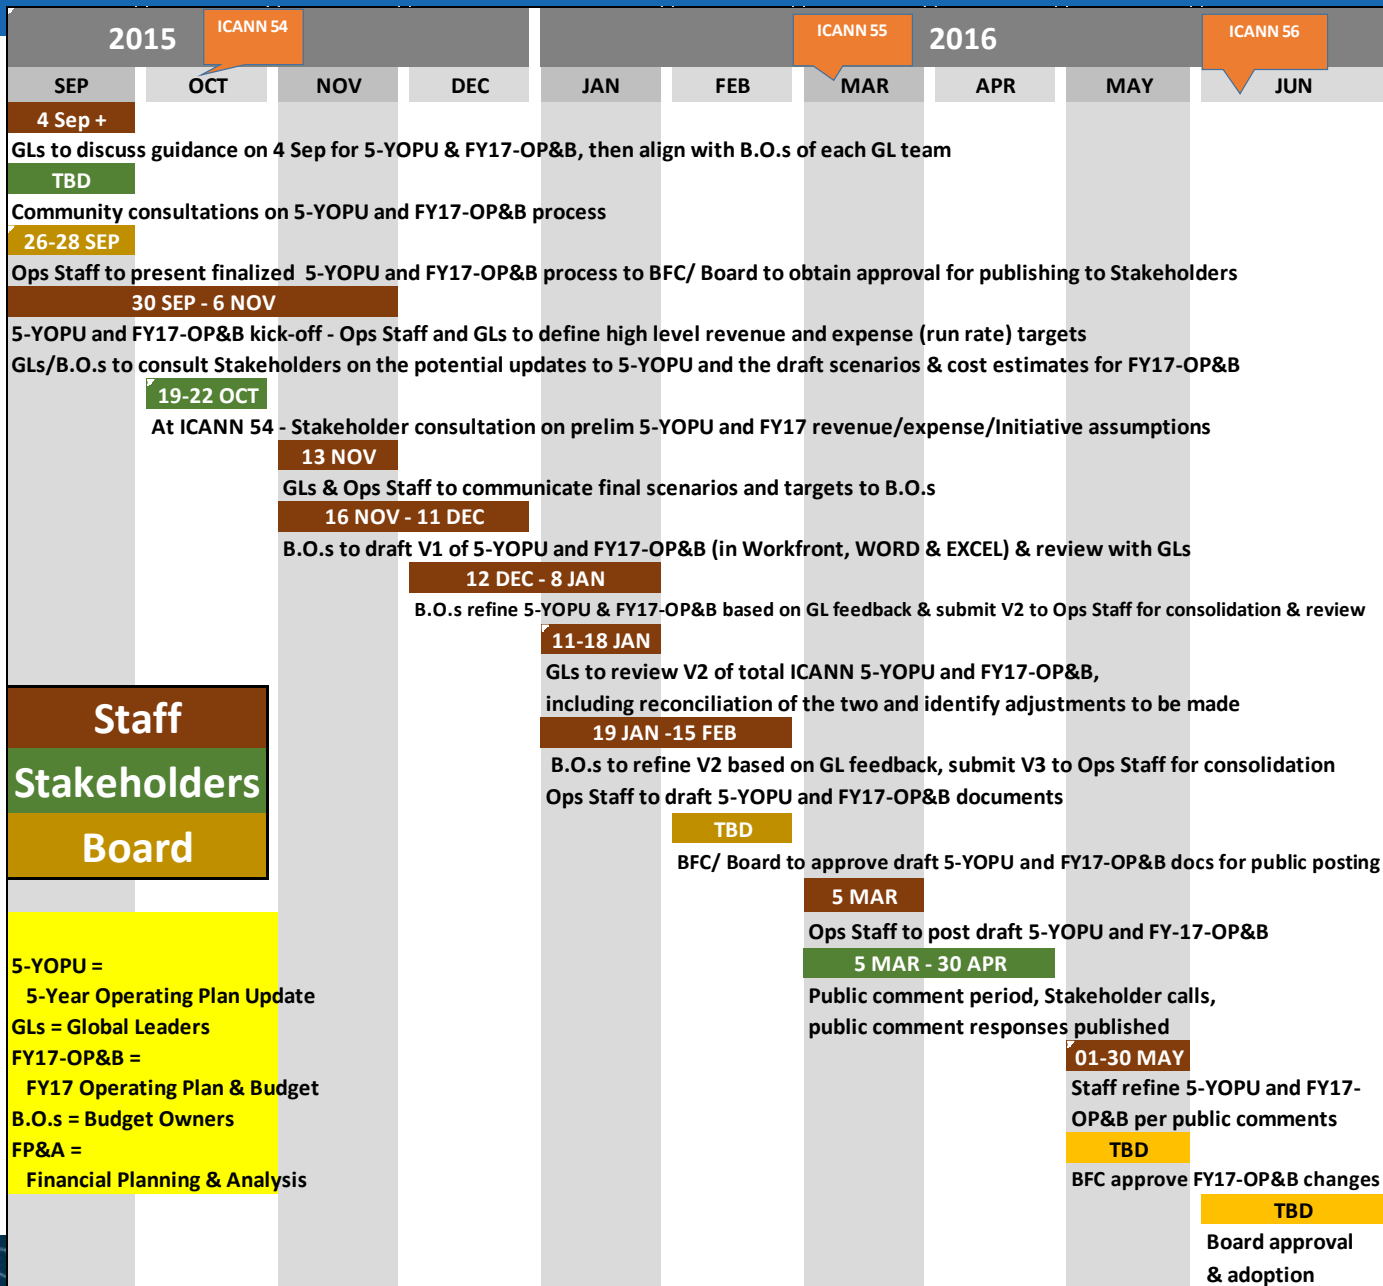 2015
ICANN 54
ICANN 55
2016
ICANN 56
SEP OCT NOV DEC JAN FEB MAR APR MAY JUN
4 Sep +
GLs to discuss guidance on 4 Sep for 5-YOPU & FY17-OP&B, then align with B.O.s of each GL team
TBD
Community consultations on 5-YOPU and FY17-OP&B process
26-28 SEP
Ops Staff to present finalized 5-YOPU and FY17-OP&B process to BFC/ Board to obtain approval for publishing to Stakeholders
30 SEP - 6 NOV
5-YOPU and FY17-OP&B kick-off - Ops Staff and GLs to define high level revenue and expense (run rate) targets
GLs/B.O.s to consult Stakeholders on the potential updates to 5-YOPU and the draft scenarios & cost estimates for FY17-OP&B
19-22 OCT
At ICANN 54 - Stakeholder consultation on prelim 5-YOPU and FY17 revenue/expense/Initiative assumptions
13 NOV
GLs & Ops Staff to communicate final scenarios and targets to B.O.s
16 NOV - 11 DEC
B.O.s to draft V1 of 5-YOPU and FY17-OP&B (in Workfront, WORD & EXCEL) & review with GLs
12 DEC - 8 JAN
B.O.s refine 5-YOPU & FY17-OP&B based on GL feedback & submit V2 to Ops Staff for consolidation & review
11-18 JAN
GLs to review V2 of total ICANN 5-YOPU and FY17-OP&B,
including reconciliation of the two and identify adjustments to be made
19 JAN -15 FEB
B.O.s to refine V2 based on GL feedback, submit V3 to Ops Staff for consolidation
Ops Staff to draft 5-YOPU and FY17-OP&B documents
TBD
BFC/ Board to approve draft 5-YOPU and FY17-OP&B docs for public posting
5 MAR
Ops Staff to post draft 5-YOPU and FY-17-OP&B
5 MAR - 30 APR
Public comment period, Stakeholder calls,
public comment responses published
01-30 MAY
Staff refine 5-YOPU and FY17-
OP&B per public comments
TBD
BFC approve FY17-OP&B changes
TBD
Board approval
& adoption
Staff
Stakeholders
Board
5-YOPU =
5-Year Operating Plan Update
GLs = Global Leaders
FY17-OP&B =
FY17 Operating Plan & Budget
B.O.s = Budget Owners
FP&A =
Financial Planning & Analysis